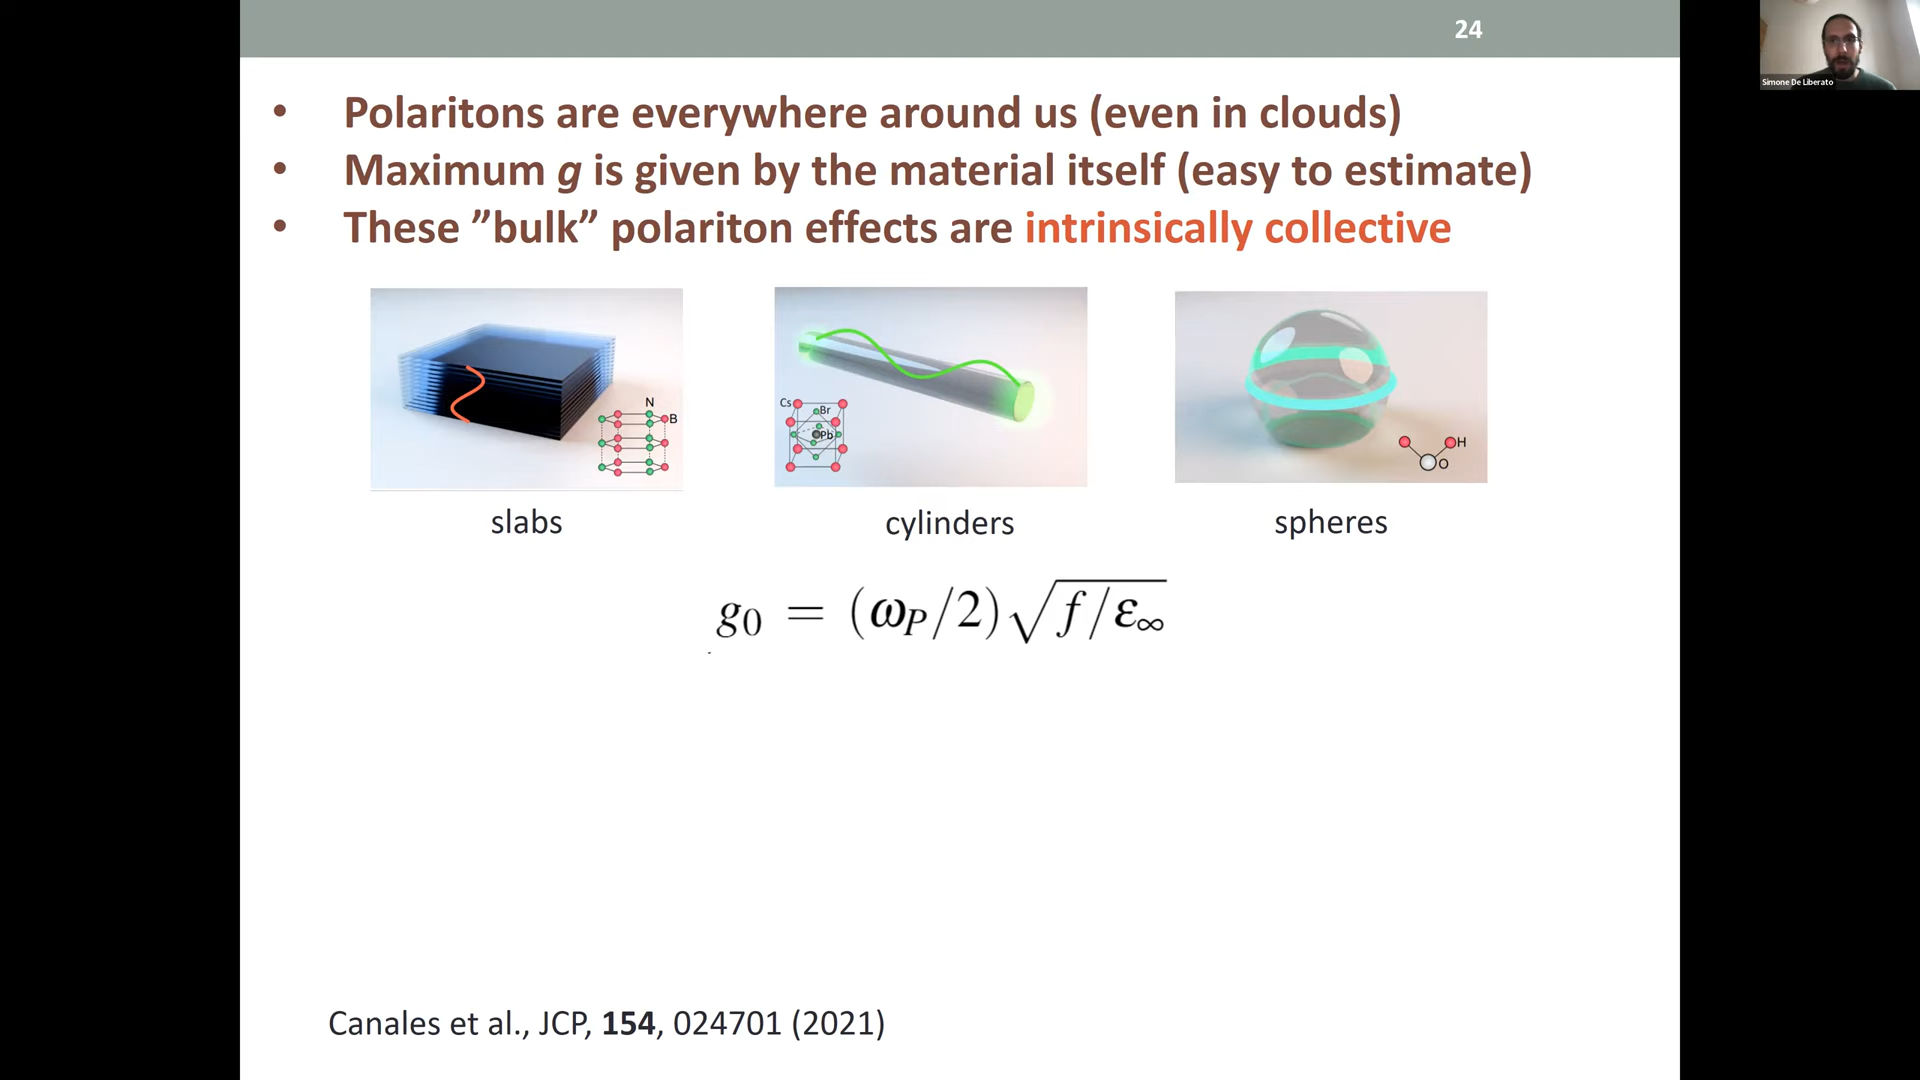 24
Simone De Liberato
• Polaritons are everywhere around us (even in clouds)
• Maximum g is given by the material itself (easy to estimate)
• These ”bulk” polariton effects are intrinsically collective
N
B
Cs
Br
Pb
H
O
slabs
cylinders
spheres
g₀ = (ω_P/2)√f/ε_∞
Canales et al., JCP, 154, 024701 (2021)